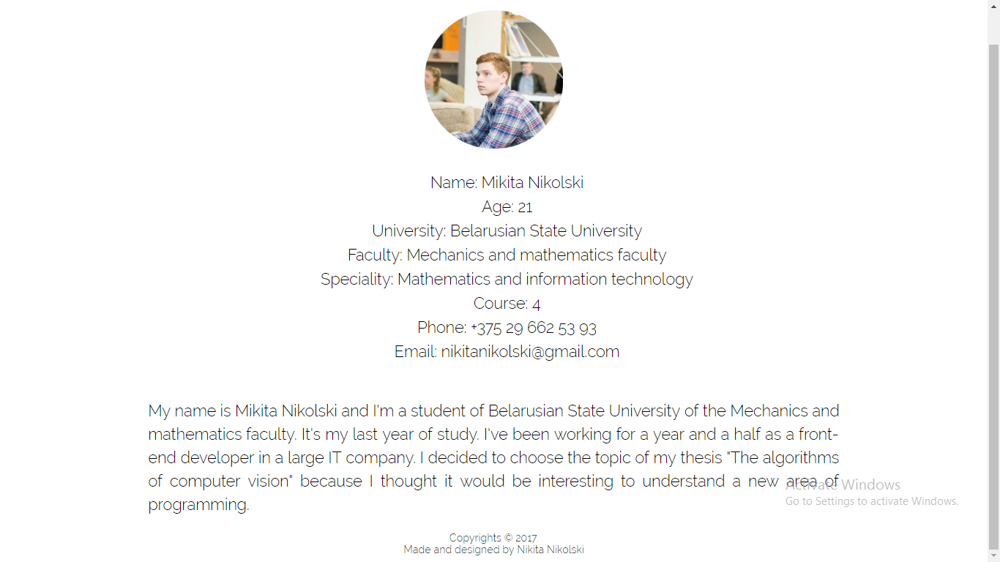 Name: Mikita Nikolski
Age: 21
University: Belarusian State University
Faculty: Mechanics and mathematics faculty
Speciality: Mathematics and information technology
Course: 4
Phone: +375 29 662 53 93
Email: nikitanikolski@gmail.com
My name is Mikita Nikolski and I'm a student of Belarusian State University of the Mechanics and
mathematics faculty. It's my last year of study. I've been working for a year and a half as a front-
end developer in a large IT company. I decided to choose the topic of my thesis "The algorithms
of computer vision" because I thought it would be interesting to understand a new area of
programming.
Activate Windows
Go to Settings to activate Windows.
Copyrights © 2017.
Made and designed by Nikita Nikolski